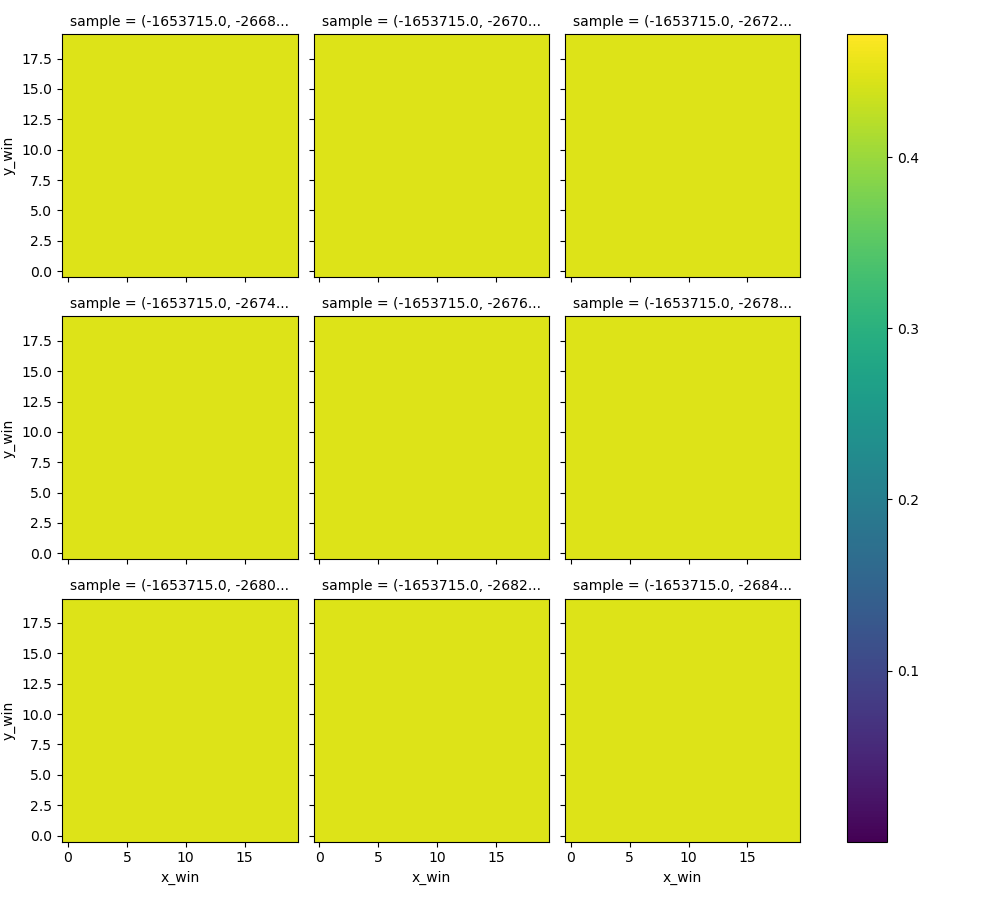 sample = (-1653715.0, -2668...
sample = (-1653715.0, -2670...
sample = (-1653715.0, -2672...
17.5
15.0
12.5
10.0
7.5
5.0
2.5
0.0
y_win
0.4
0.3
0.2
0.1
sample = (-1653715.0, -2674...
sample = (-1653715.0, -2676...
sample = (-1653715.0, -2678...
17.5
15.0
12.5
10.0
7.5
5.0
2.5
0.0
y_win
sample = (-1653715.0, -2680...
sample = (-1653715.0, -2682...
sample = (-1653715.0, -2684...
17.5
15.0
12.5
10.0
7.5
5.0
2.5
0.0
y_win
0 5 10 15
0 5 10 15
0 5 10 15
x_win
x_win
x_win